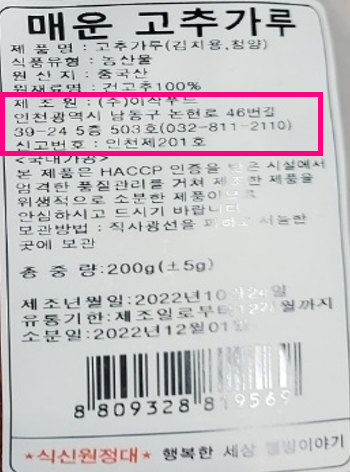 매운 고추가루
제 품 명 : 고추가루(김치용,청양)
식품유형 : 농산물
원 산 지 : 중국산
원재료명 : 건고추100%
제 조 원 : (주)이삭푸드
인천광역시 남동구 논현로 46번길
39-24 5층 503호(032-811-2110)
신고번호 : 인천제201호
<국내가공>
본 제품은 HACCP 인증을 받은 시설에서
엄격한 품질관리를 거쳐 제조한 제품을
위생적으로 소분한 제품이므로
안심하시고 드시기 바랍니다
보관방법 : 직사광선을 피하고 서늘한
곳에 보관
총 중 량:200g(±5g)
제조년월일:2022년10월
유통기한:제조일로부터 월까지
소분일:2022년12월01일
8 809328 819569
★식신원정대★ 행복한 세상 웰빙이야기